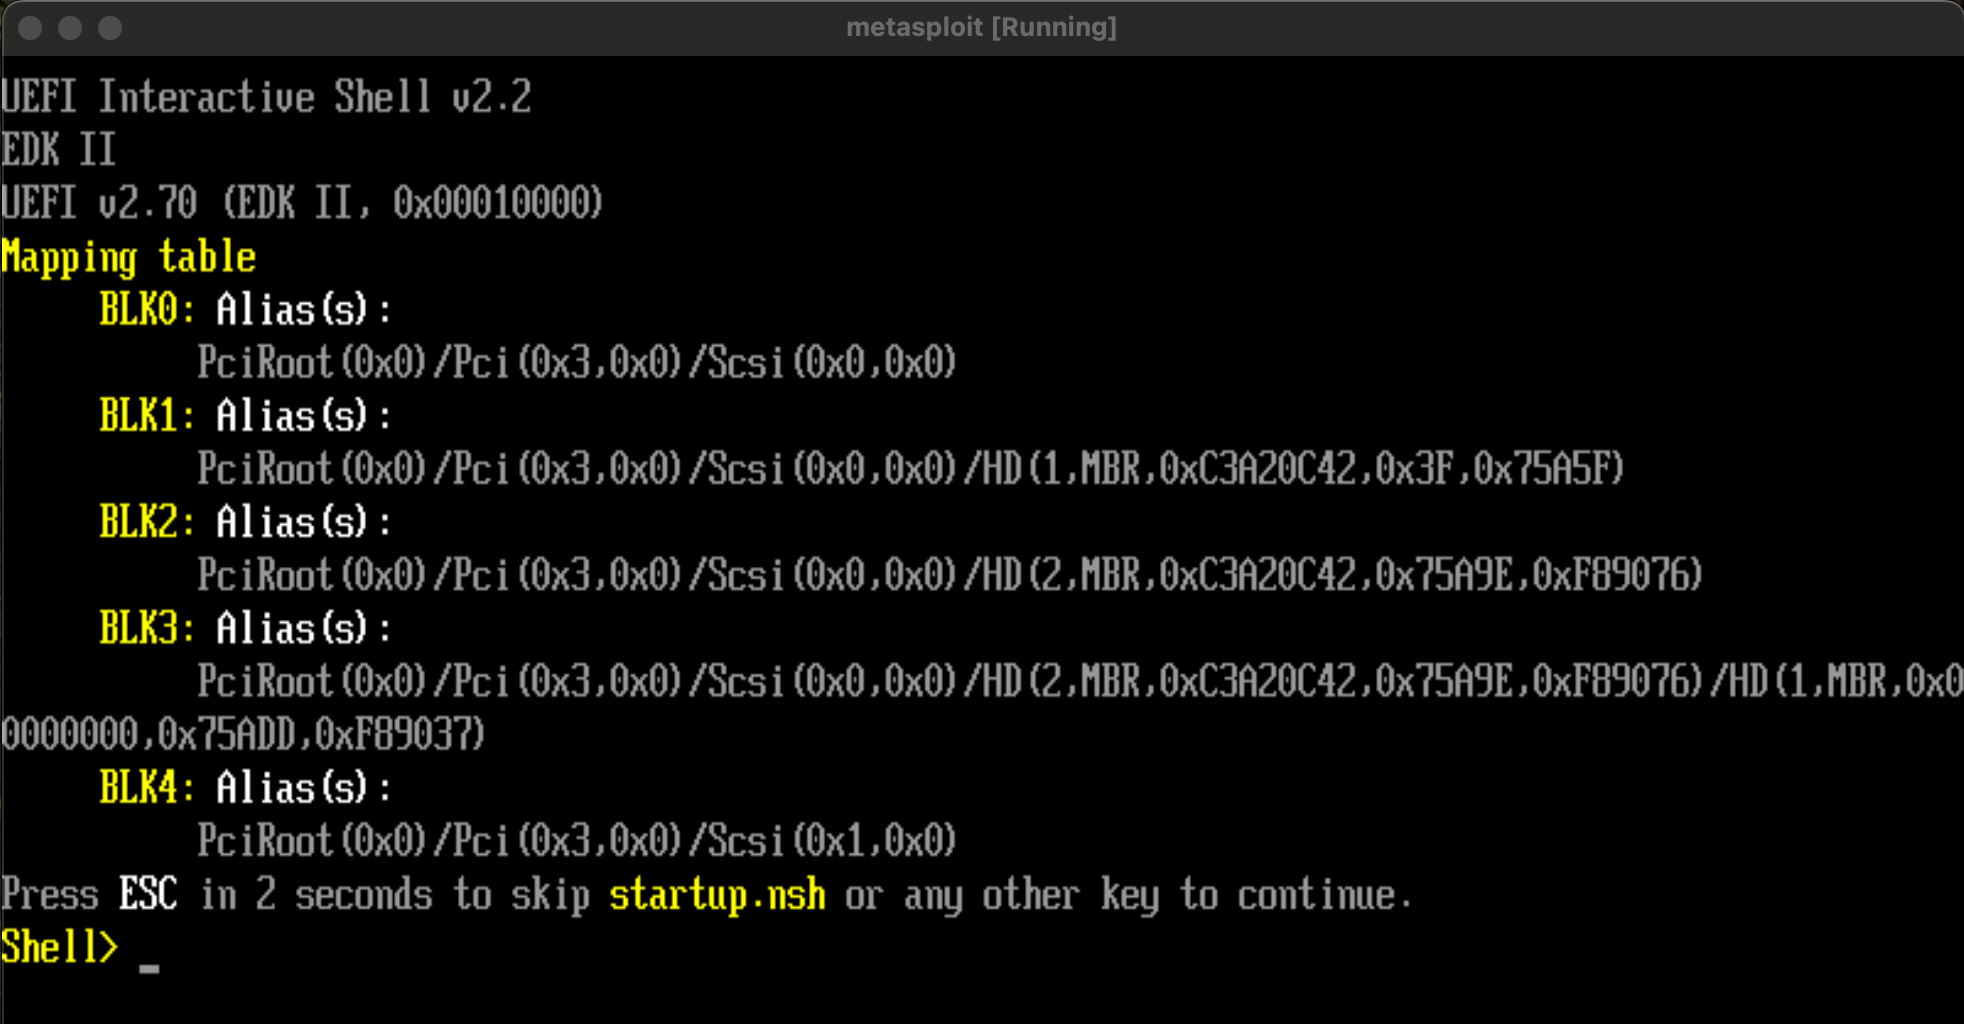 metasploit [Running]
UEFI Interactive Shell v2.2
EDK II
UEFI v2.70 (EDK II, 0x00010000)
Mapping table
BLK0: Alias(s):
PciRoot(0x0)/Pci(0x3,0x0)/Scsi(0x0,0x0)
BLK1: Alias(s):
PciRoot(0x0)/Pci(0x3,0x0)/Scsi(0x0,0x0)/HD(1,MBR,0xC3A20C42,0x3F,0x75A5F)
BLK2: Alias(s):
PciRoot(0x0)/Pci(0x3,0x0)/Scsi(0x0,0x0)/HD(2,MBR,0xC3A20C42,0x75A9E,0xF89076)
BLK3: Alias(s):
PciRoot(0x0)/Pci(0x3,0x0)/Scsi(0x0,0x0)/HD(2,MBR,0xC3A20C42,0x75A9E,0xF89076)/HD(1,MBR,0x0
0000000,0x75ADD,0xF89037)
BLK4: Alias(s):
PciRoot(0x0)/Pci(0x3,0x0)/Scsi(0x1,0x0)
Press ESC in 2 seconds to skip startup.nsh or any other key to continue.
Shell> _